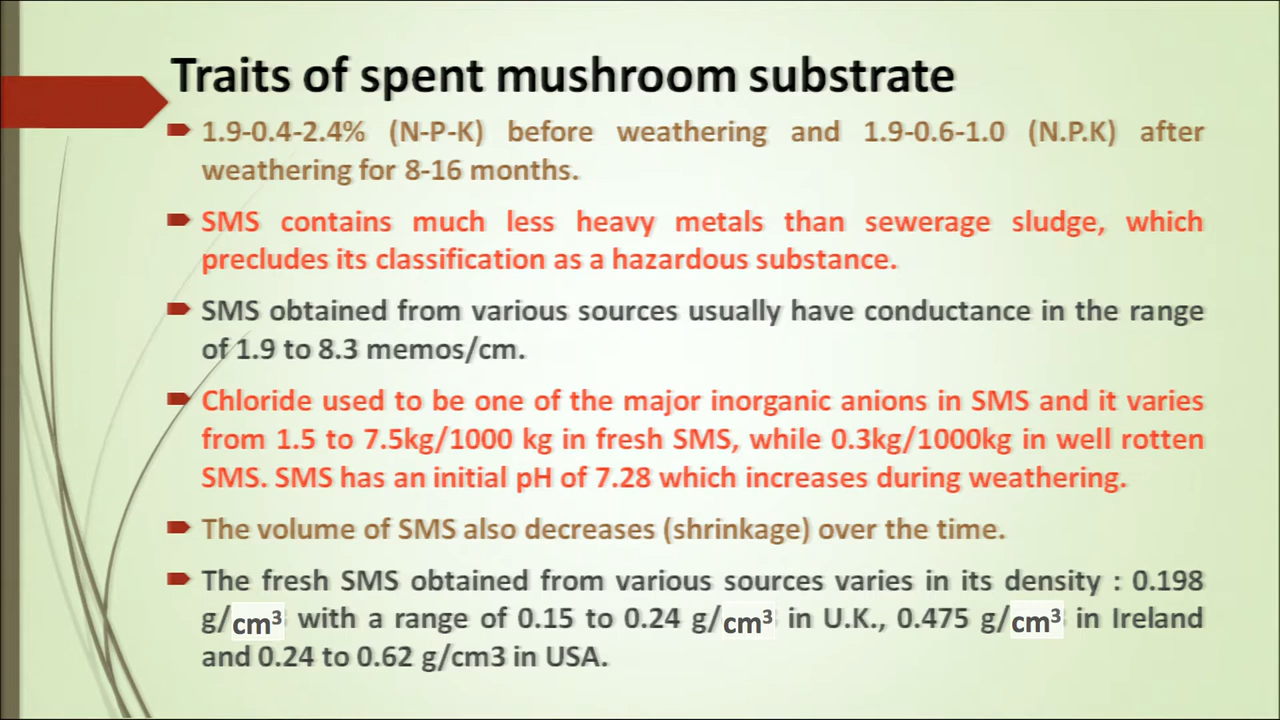 Traits of spent mushroom substrate
1.9-0.4-2.4% (N-P-K) before weathering and 1.9-0.6-1.0 (N.P.K) after
weathering for 8-16 months.
SMS contains much less heavy metals than sewerage sludge, which
precludes its classification as a hazardous substance.
SMS obtained from various sources usually have conductance in the range
of 1.9 to 8.3 memos/cm.
Chloride used to be one of the major inorganic anions in SMS and it varies
from 1.5 to 7.5kg/1000 kg in fresh SMS, while 0.3kg/1000kg in well rotten
SMS. SMS has an initial pH of 7.28 which increases during weathering.
The volume of SMS also decreases (shrinkage) over the time.
The fresh SMS obtained from various sources varies in its density : 0.198
g/cm³ with a range of 0.15 to 0.24 g/cm³ in U.K., 0.475 g/cm³ in Ireland
and 0.24 to 0.62 g/cm3 in USA.